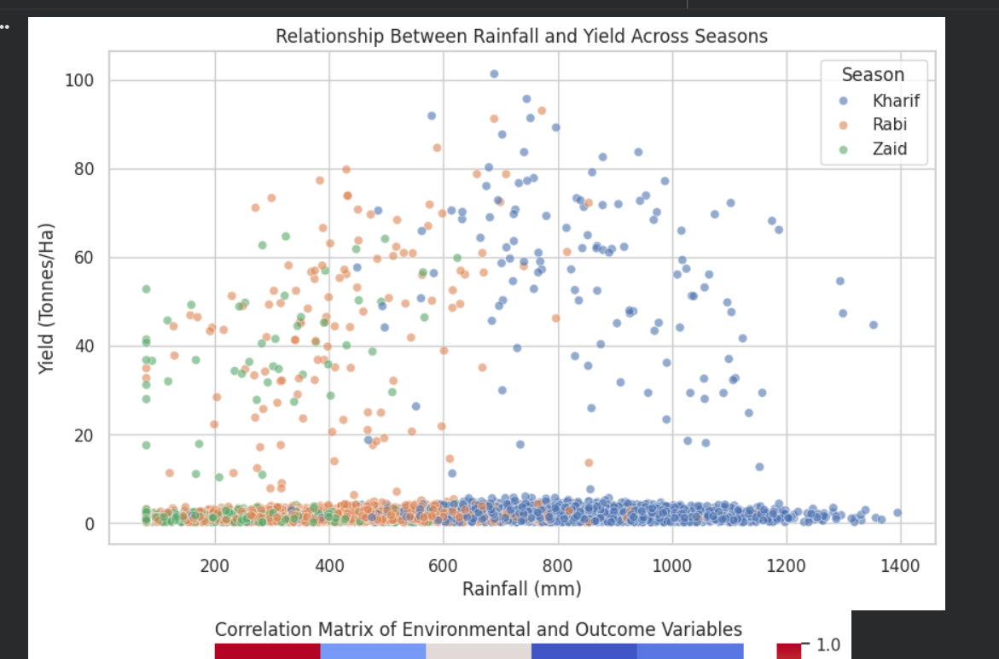 Relationship Between Rainfall and Yield Across Seasons
100
80
60
40
20
0
Yield (Tonnes/Ha)
Season
Kharif
Rabi
Zaid
200 400 600 800 1000 1200 1400
Rainfall (mm)
Correlation Matrix of Environmental and Outcome Variables
1.0